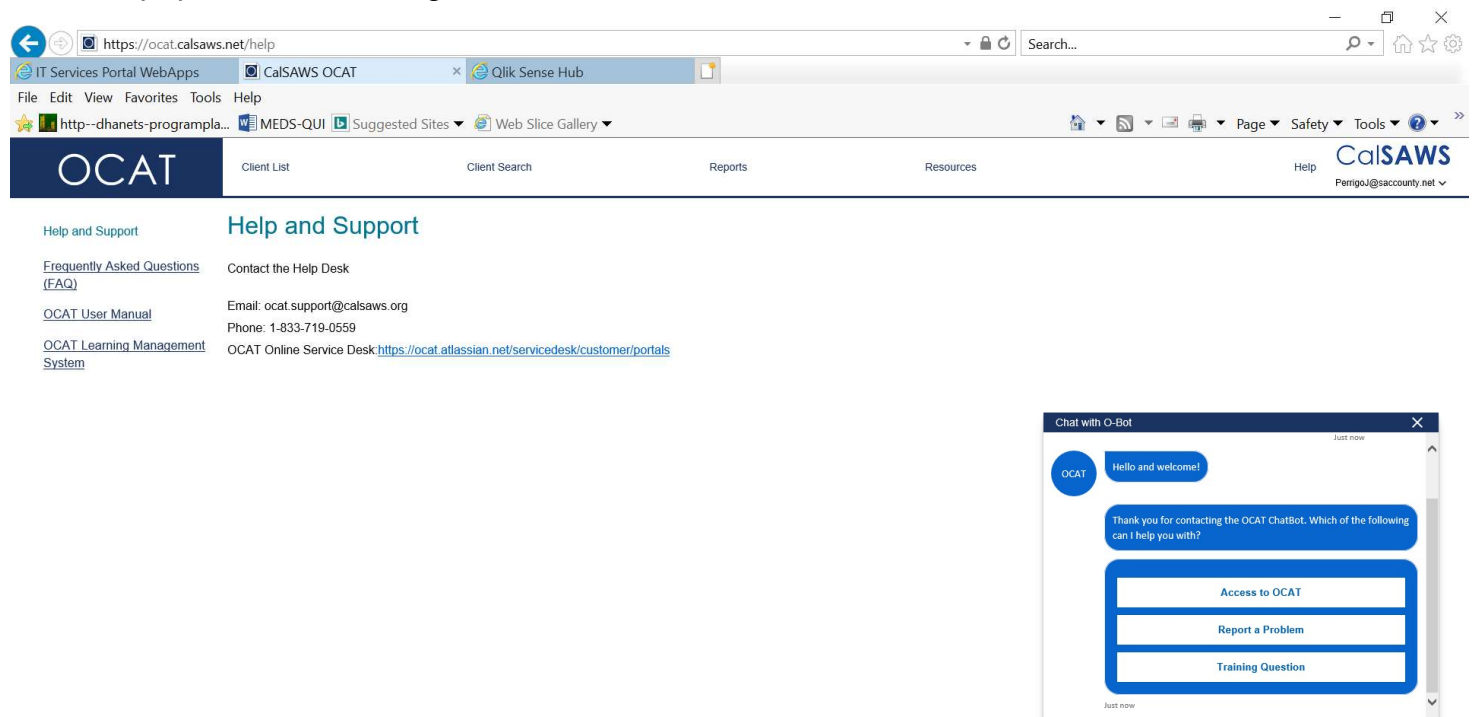 https://ocat.calsaws.net/help
Search...
IT Services Portal WebApps
CalSAWS OCAT
Qlik Sense Hub
File Edit View Favorites Tools Help
http--dhanets-programpla...
MEDS-QUI
Suggested Sites
Web Slice Gallery
Page
Safety
Tools
OCAT
Client List
Client Search
Reports
Resources
Help
CalSAWS
PerrigoJ@saccounty.net
Help and Support
Frequently Asked Questions
(FAQ)
OCAT User Manual
OCAT Learning Management
System
Help and Support
Contact the Help Desk
Email: ocat.support@calsaws.org
Phone: 1-833-719-0559
OCAT Online Service Desk:https://ocat.atlassian.net/servicedesk/customer/portals
Chat with O-Bot
Just now
OCAT
Hello and welcome!
Thank you for contacting the OCAT ChatBot. Which of the following
can I help you with?
Access to OCAT
Report a Problem
Training Question
Just now